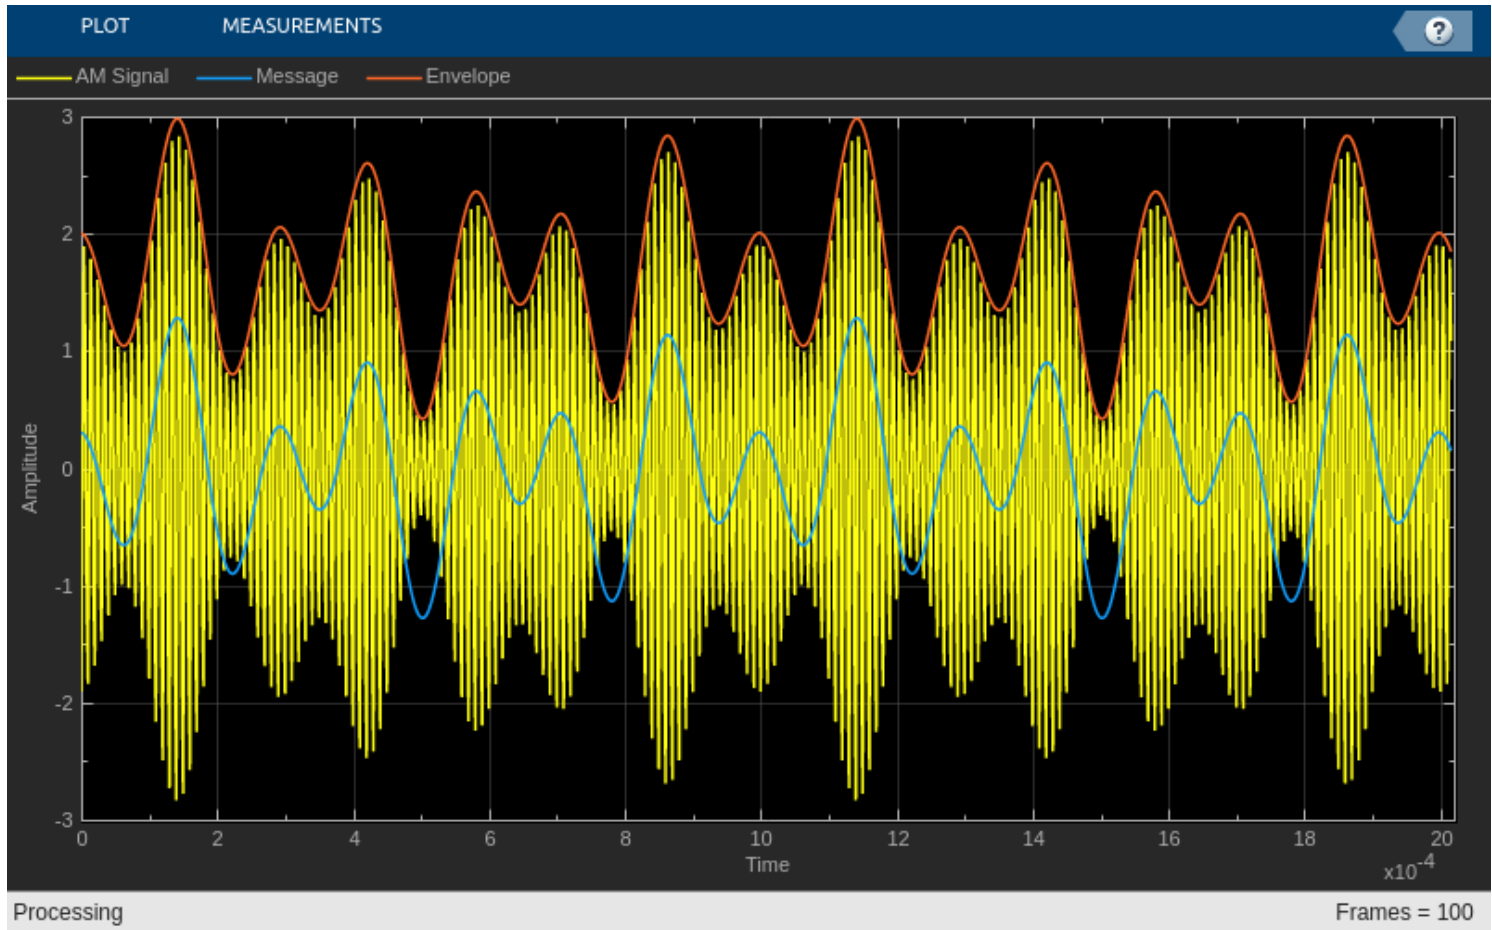 PLOT MEASUREMENTS ?
AM Signal Message Envelope
3
2
1
0
-1
-2
-3
Amplitude
0 2 4 6 8 10 12 14 16 18 20
Time
x10-4
Processing Frames = 100